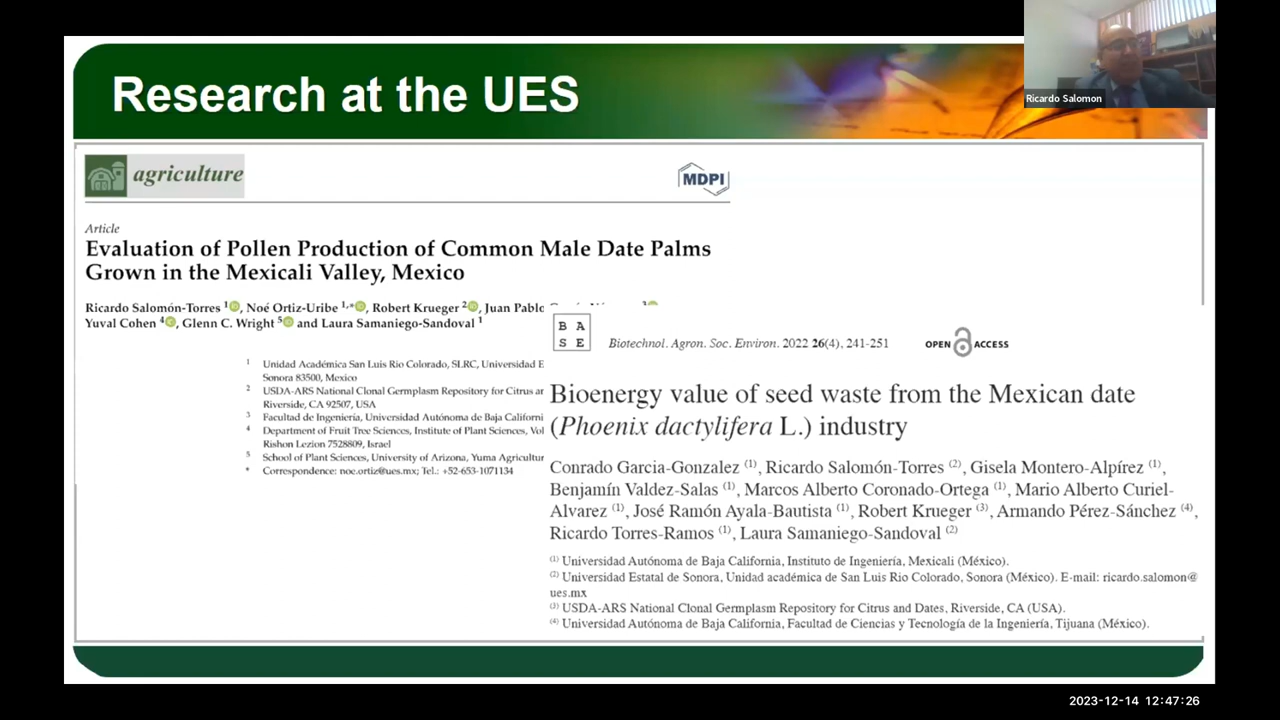 Research at the UES
Ricardo Salomon
agriculture
MDPI
Article
Evaluation of Pollen Production of Common Male Date Palms
Grown in the Mexicali Valley, Mexico
Ricardo Salomón-Torres 1, Noé Ortiz-Uribe 1,*, Robert Krueger 2, Juan Pablo
Yuval Cohen 4, Glenn C. Wright 5 and Laura Samaniego-Sandoval 1
1 Unidad Académica San Luis Rio Colorado, SLRC, Universidad E
Sonora 83500, Mexico
2 USDA-ARS National Clonal Germplasm Repository for Citrus ar
Riverside, CA 92507, USA
3 Facultad de Ingeniería, Universidad Autónoma de Baja Californi
4 Department of Fruit Tree Sciences, Institute of Plant Sciences, Vol
Rishon Lezion 7528809, Israel
5 School of Plant Sciences, University of Arizona, Yuma Agricultur
* Correspondence: noe.ortiz@ues.mx; Tel.: +52-653-1071134
B A
S E
Biotechnol. Agron. Soc. Environ. 2022 26(4), 241-251
OPEN ACCESS
Bioenergy value of seed waste from the Mexican date
(Phoenix dactylifera L.) industry
Conrado Garcia-Gonzalez (1), Ricardo Salomón-Torres (2), Gisela Montero-Alpírez (1),
Benjamín Valdez-Salas (1), Marcos Alberto Coronado-Ortega (1), Mario Alberto Curiel-
Alvarez (1), José Ramón Ayala-Bautista (1), Robert Krueger (3), Armando Pérez-Sánchez (4),
Ricardo Torres-Ramos (1), Laura Samaniego-Sandoval (2)
(1) Universidad Autónoma de Baja California, Instituto de Ingeniería, Mexicali (México).
(2) Universidad Estatal de Sonora, Unidad académica de San Luis Rio Colorado, Sonora (México). E-mail: ricardo.salomon@
ues.mx
(3) USDA-ARS National Clonal Germplasm Repository for Citrus and Dates, Riverside, CA (USA).
(4) Universidad Autónoma de Baja California, Facultad de Ciencias y Tecnología de la Ingeniería, Tijuana (México).
2023-12-14 12:47:26